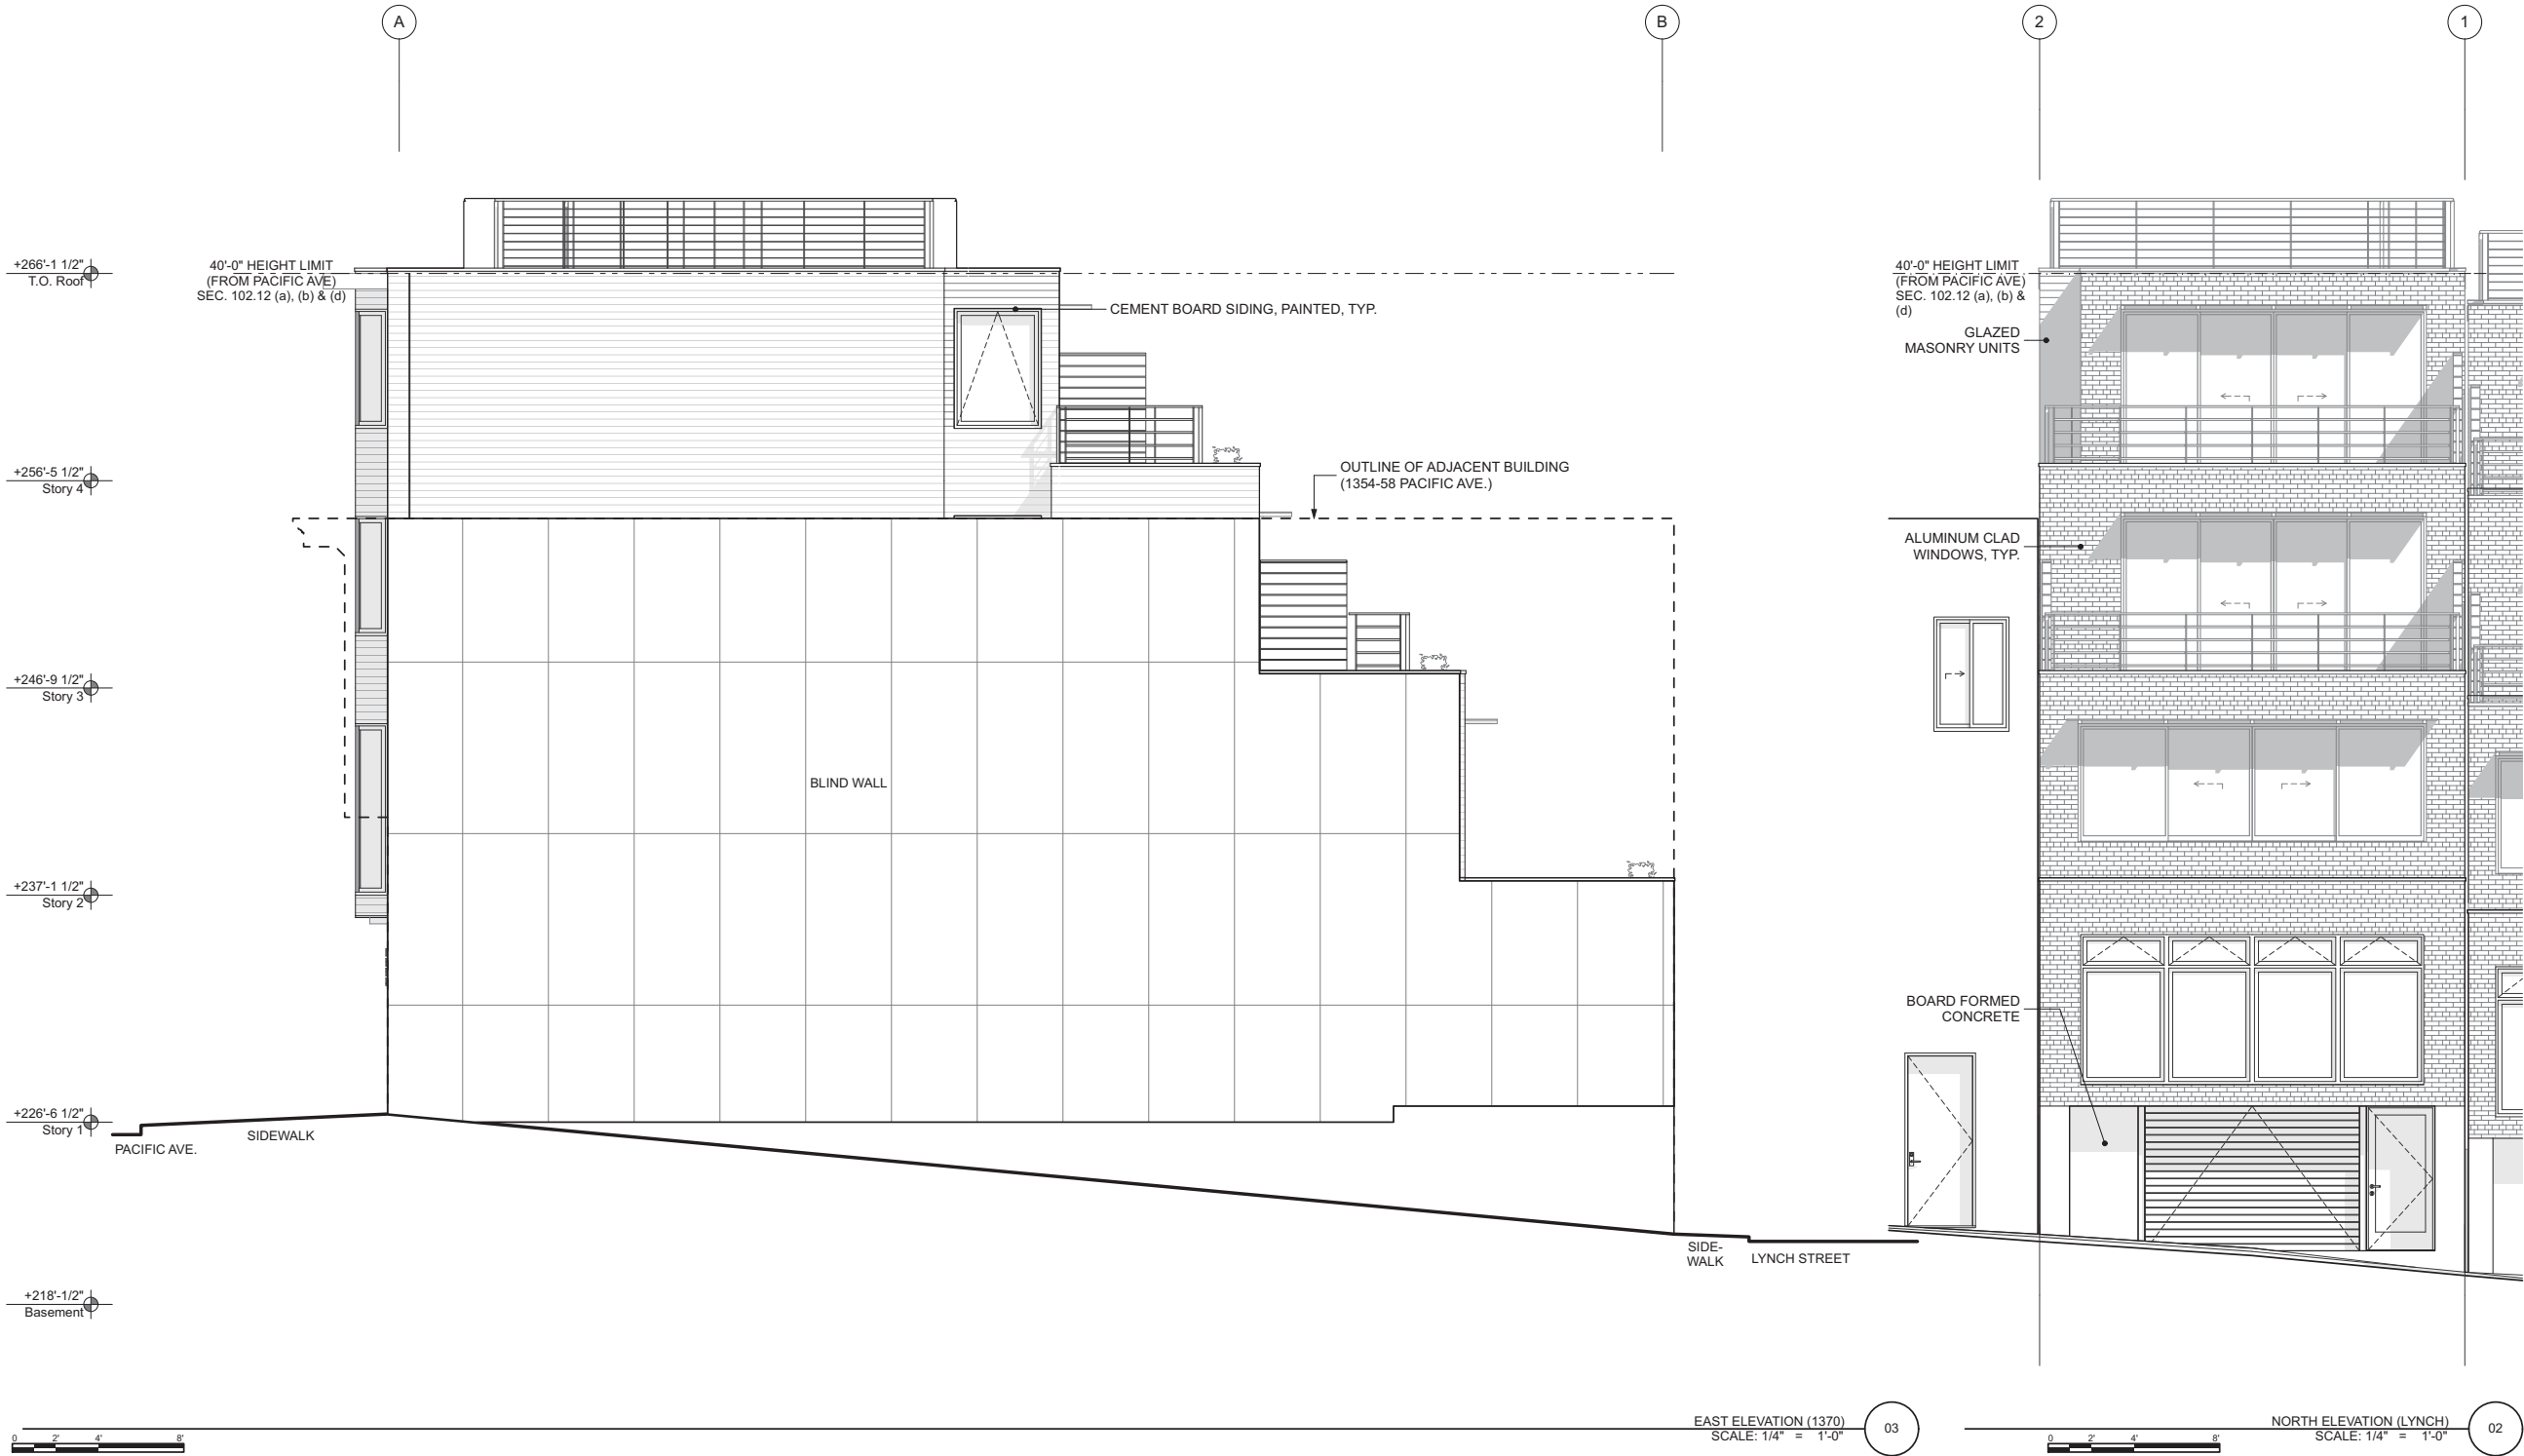 A
B
2
1
+266'-1 1/2"
T.O. Roof
40'-0" HEIGHT LIMIT
(FROM PACIFIC AVE)
SEC. 102.12 (a), (b) & (d)
CEMENT BOARD SIDING, PAINTED, TYP.
40'-0" HEIGHT LIMIT
(FROM PACIFIC AVE)
SEC. 102.12 (a), (b) &
(d)
GLAZED
MASONRY UNITS
+256'-5 1/2"
Story 4
OUTLINE OF ADJACENT BUILDING
(1354-58 PACIFIC AVE.)
ALUMINUM CLAD
WINDOWS, TYP.
+246'-9 1/2"
Story 3
BLIND WALL
+237'-1 1/2"
Story 2
BOARD FORMED
CONCRETE
+226'-6 1/2"
Story 1
PACIFIC AVE.
SIDEWALK
SIDE-
WALK
LYNCH STREET
+218'-1/2"
Basement
EAST ELEVATION (1370)
SCALE: 1/4" = 1'-0"
03
NORTH ELEVATION (LYNCH)
SCALE: 1/4" = 1'-0"
02
0 2' 4' 8'
0 2' 4' 8'